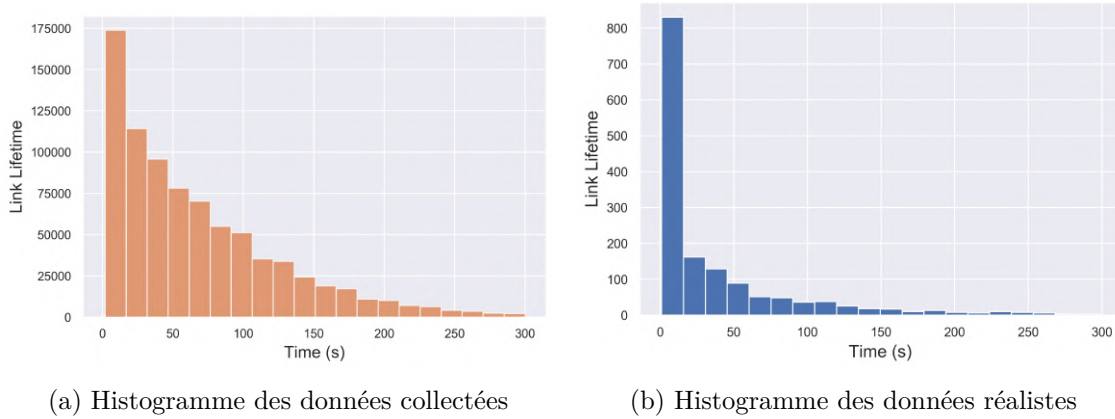 175000
150000
125000
100000
75000
50000
25000
0
Link Lifetime
0 50 100 150 200 250 300
Time (s)
(a) Histogramme des données collectées
800
700
600
500
400
300
200
100
0
Link Lifetime
0 50 100 150 200 250 300
Time (s)
(b) Histogramme des données réalistes